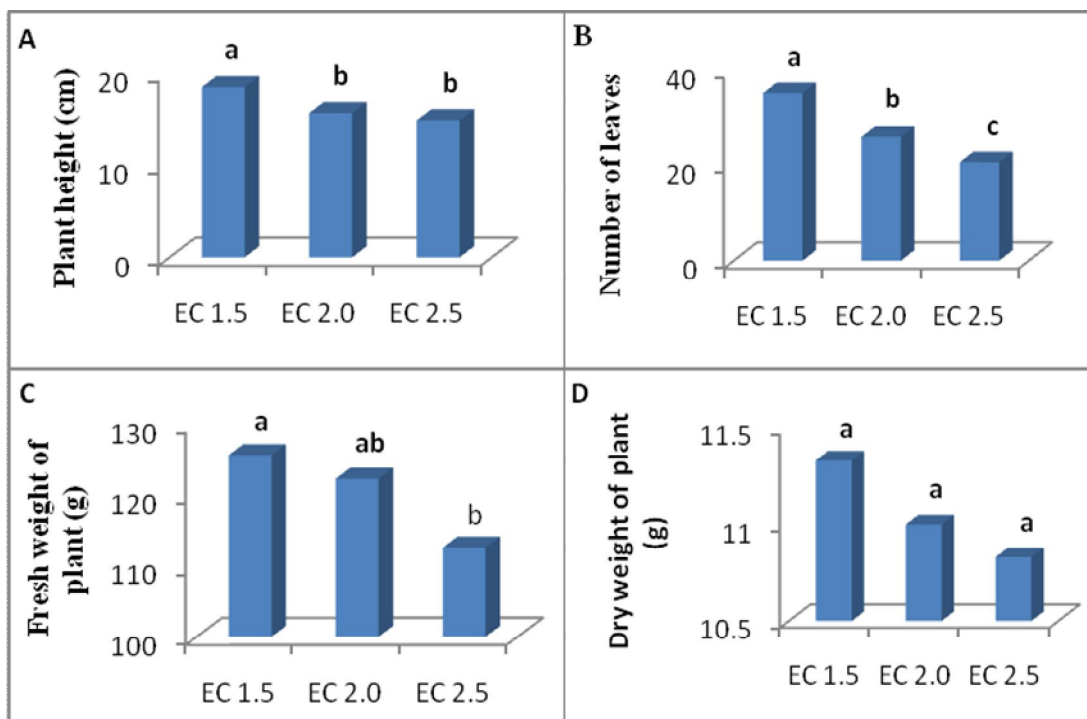 A
Plant height (cm)
20
10
0
a
b
b
EC 1.5
EC 2.0
EC 2.5
B
Number of leaves
40
20
0
a
b
c
EC 1.5
EC 2.0
EC 2.5
C
Fresh weight of
plant (g)
130
120
110
100
a
ab
b
EC 1.5
EC 2.0
EC 2.5
D
Dry weight of plant
(g)
11.5
11
10.5
a
a
a
EC 1.5
EC 2.0
EC 2.5